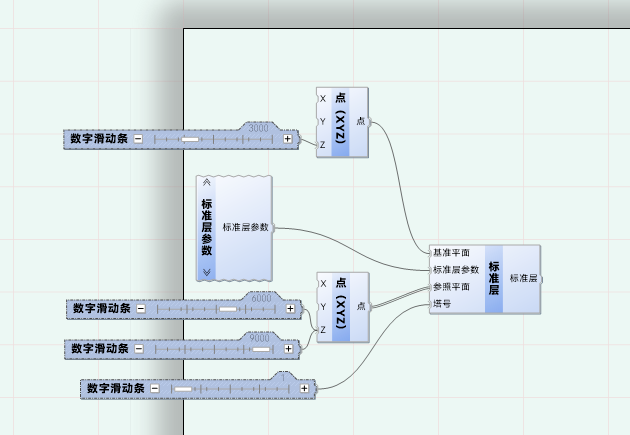 X
Y
Z
点 (XYZ)
点
3000
数字滑动条
标准层参数
标准层参数
X
Y
Z
点 (XYZ)
点
基准平面
标准层参数
参照平面
塔号
标准层
标准层
6000
数字滑动条
9000
数字滑动条
数字滑动条